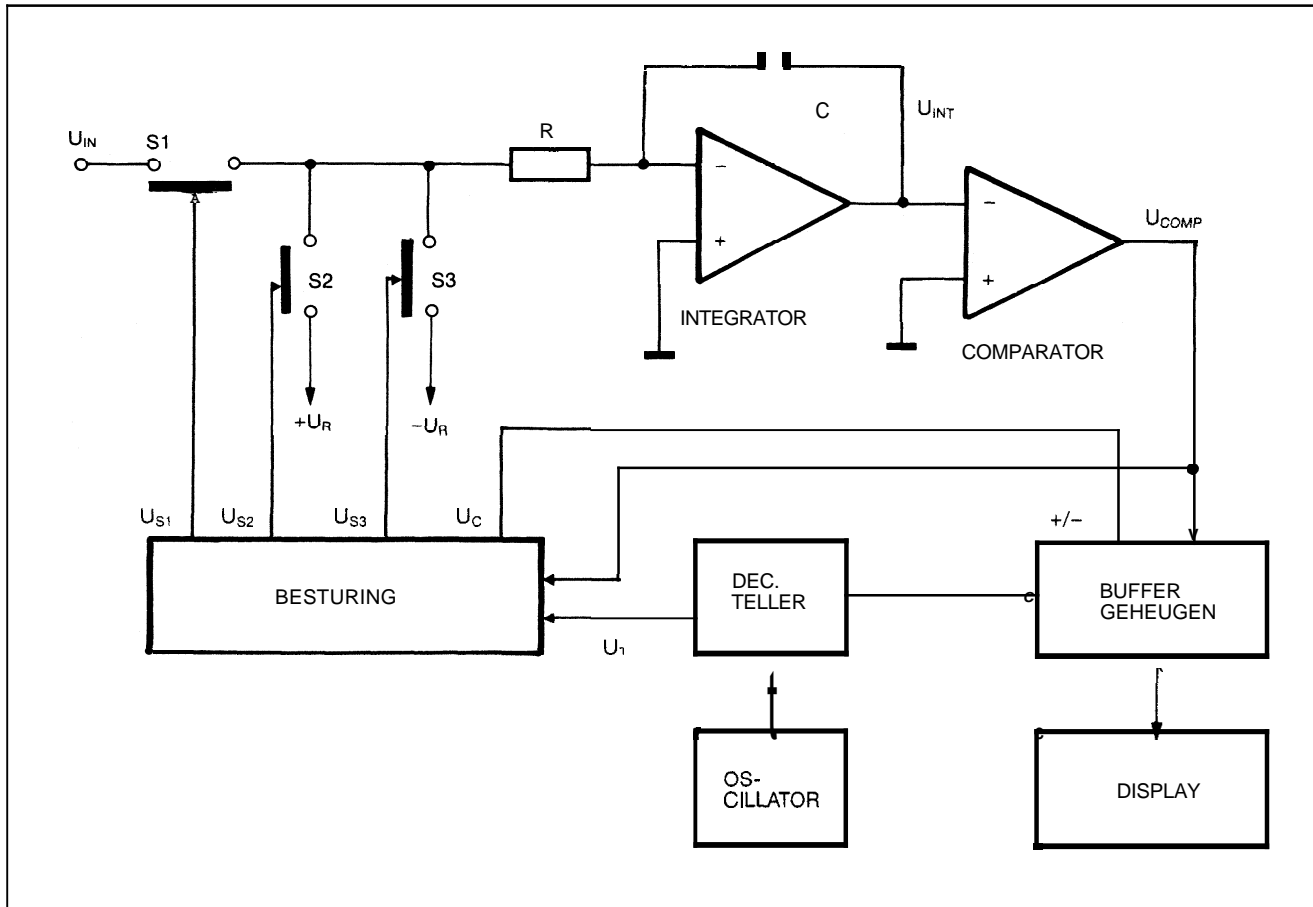 C
U_INT
U_IN
S1
R
−
+
−
+
U_COMP
S2
S3
INTEGRATOR
COMPARATOR
+U_R
−U_R
U_S1
U_S2
U_S3
U_C
+/−
BESTURING
DEC.
TELLER
BUFFER
GEHEUGEN
U_1
OS-
CILLATOR
DISPLAY